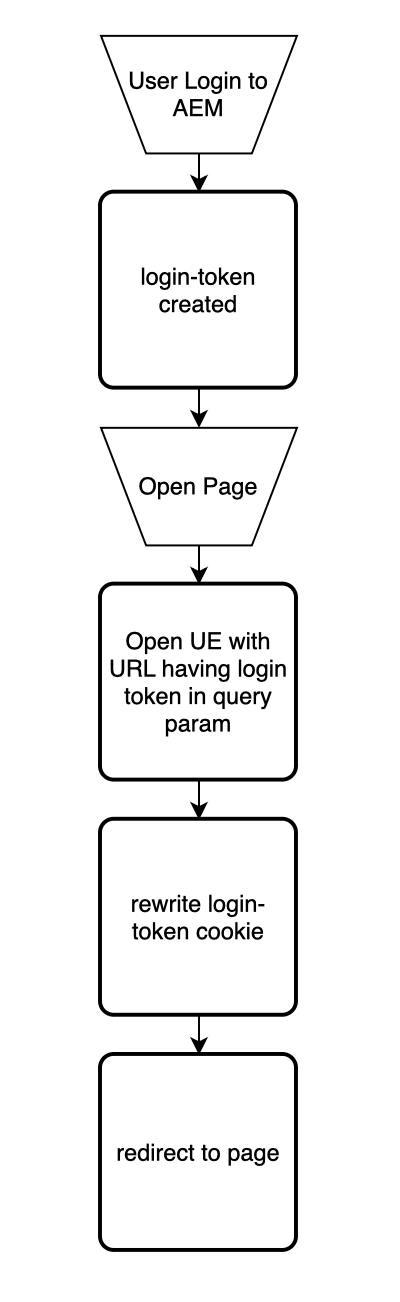 User Login to
AEM
login-token
created
Open Page
Open UE with
URL having login
token in query
param
rewrite login-
token cookie
redirect to page